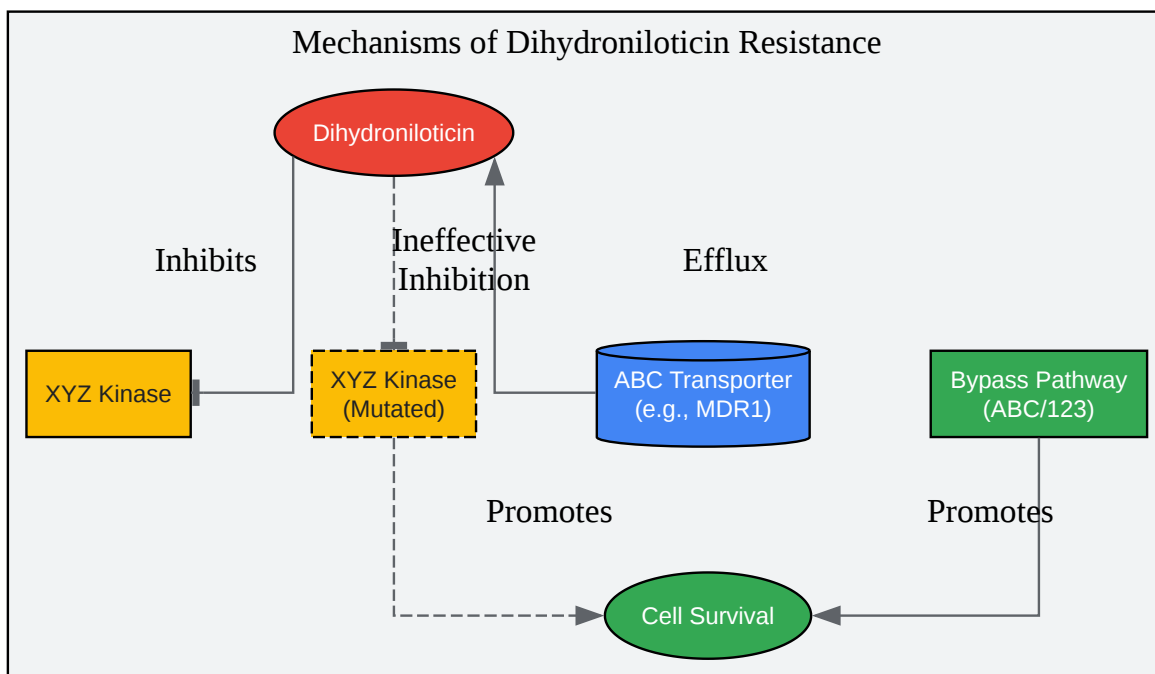 Mechanisms of Dihydroniloticin Resistance
Dihydroniloticin
Inhibits
Ineffective
Inhibition
Efflux
XYZ Kinase
XYZ Kinase
(Mutated)
ABC Transporter
(e.g., MDR1)
Bypass Pathway
(ABC/123)
Promotes
Promotes
Cell Survival